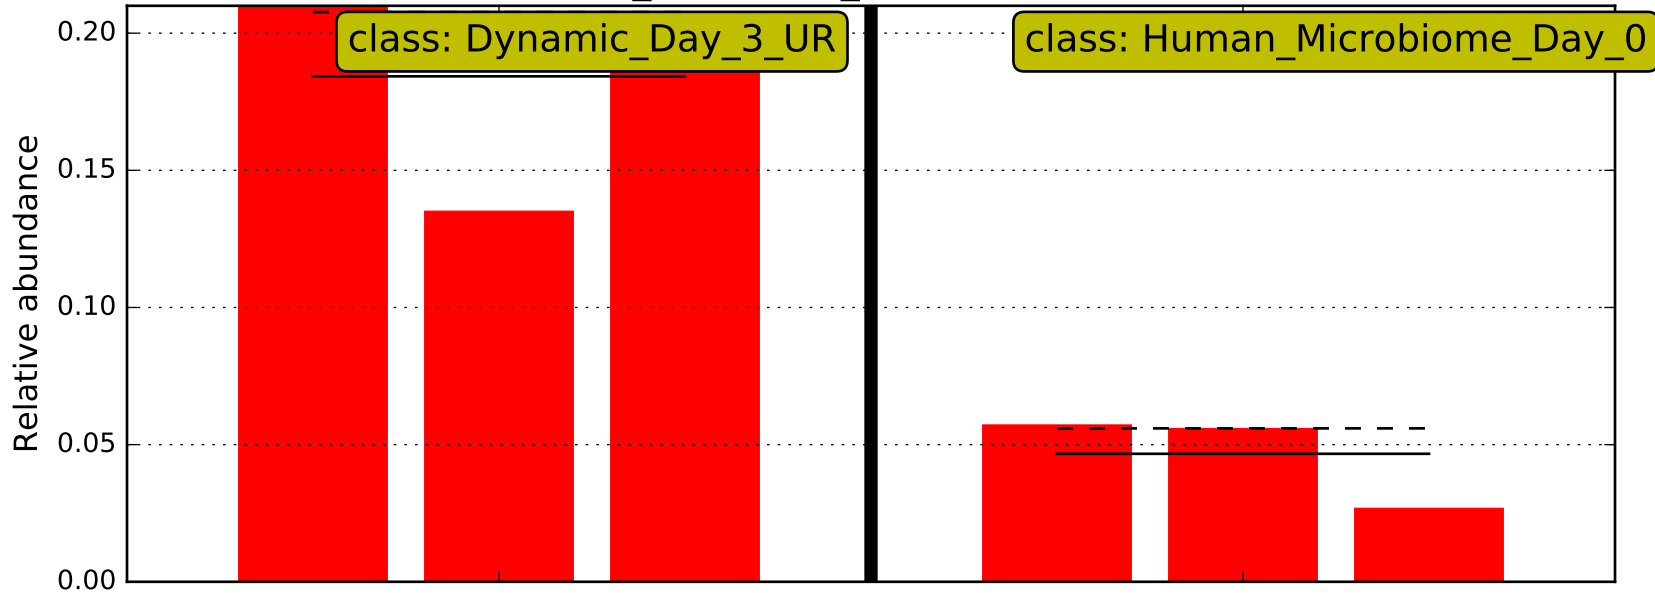 0.20
class: Dynamic_Day_3_UR
class: Human_Microbiome_Day_0
0.15
0.10
0.05
0.00
Relative abundance